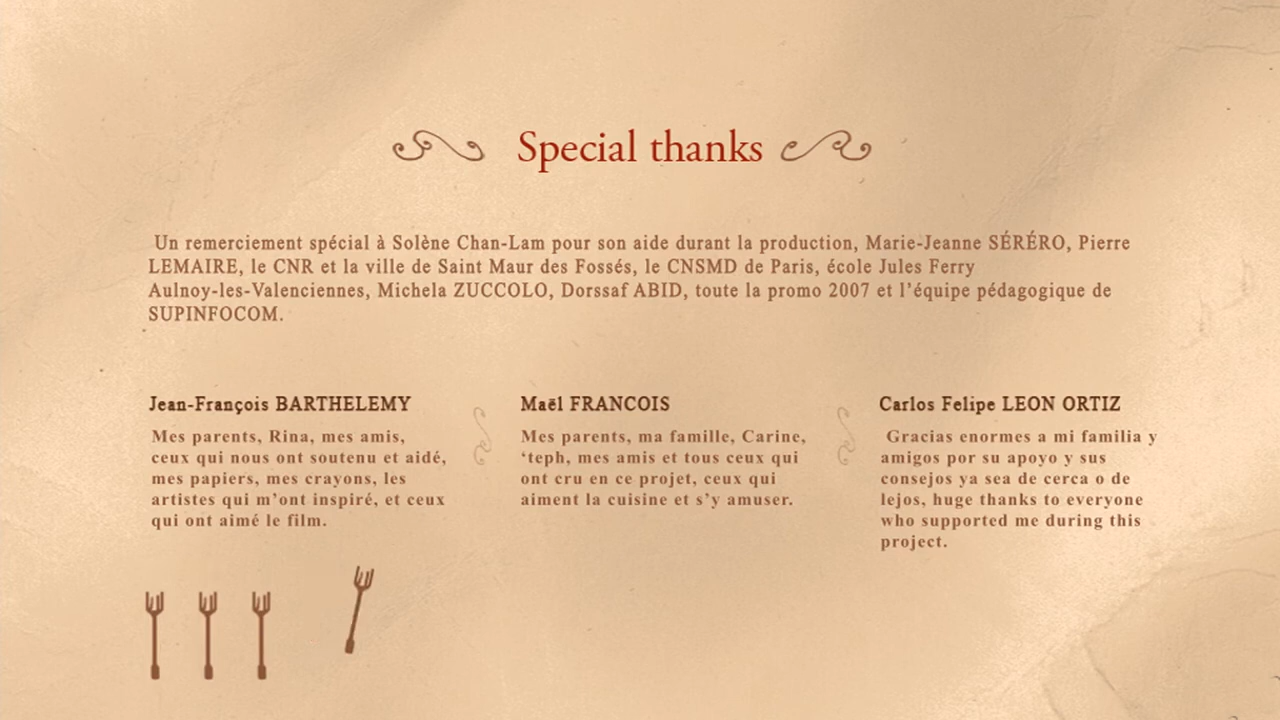 Special thanks
Un remerciement spécial à Solène Chan-Lam pour son aide durant la production, Marie-Jeanne SÉRÉRO, Pierre
LEMAIRE, le CNR et la ville de Saint Maur des Fossés, le CNSMD de Paris, école Jules Ferry
Aulnoy-les-Valenciennes, Michela ZUCCOLO, Dorssaf ABID, toute la promo 2007 et l’équipe pédagogique de
SUPINFOCOM.
Jean-François BARTHELEMY
Mes parents, Rina, mes amis,
ceux qui nous ont soutenu et aidé,
mes papiers, mes crayons, les
artistes qui m’ont inspiré, et ceux
qui ont aimé le film.
Maël FRANCOIS
Mes parents, ma famille, Carine,
‘teph, mes amis et tous ceux qui
ont cru en ce projet, ceux qui
aiment la cuisine et s’y amuser.
Carlos Felipe LEON ORTIZ
Gracias enormes a mi familia y
amigos por su apoyo y sus
consejos ya sea de cerca o de
lejos, huge thanks to everyone
who supported me during this
project.